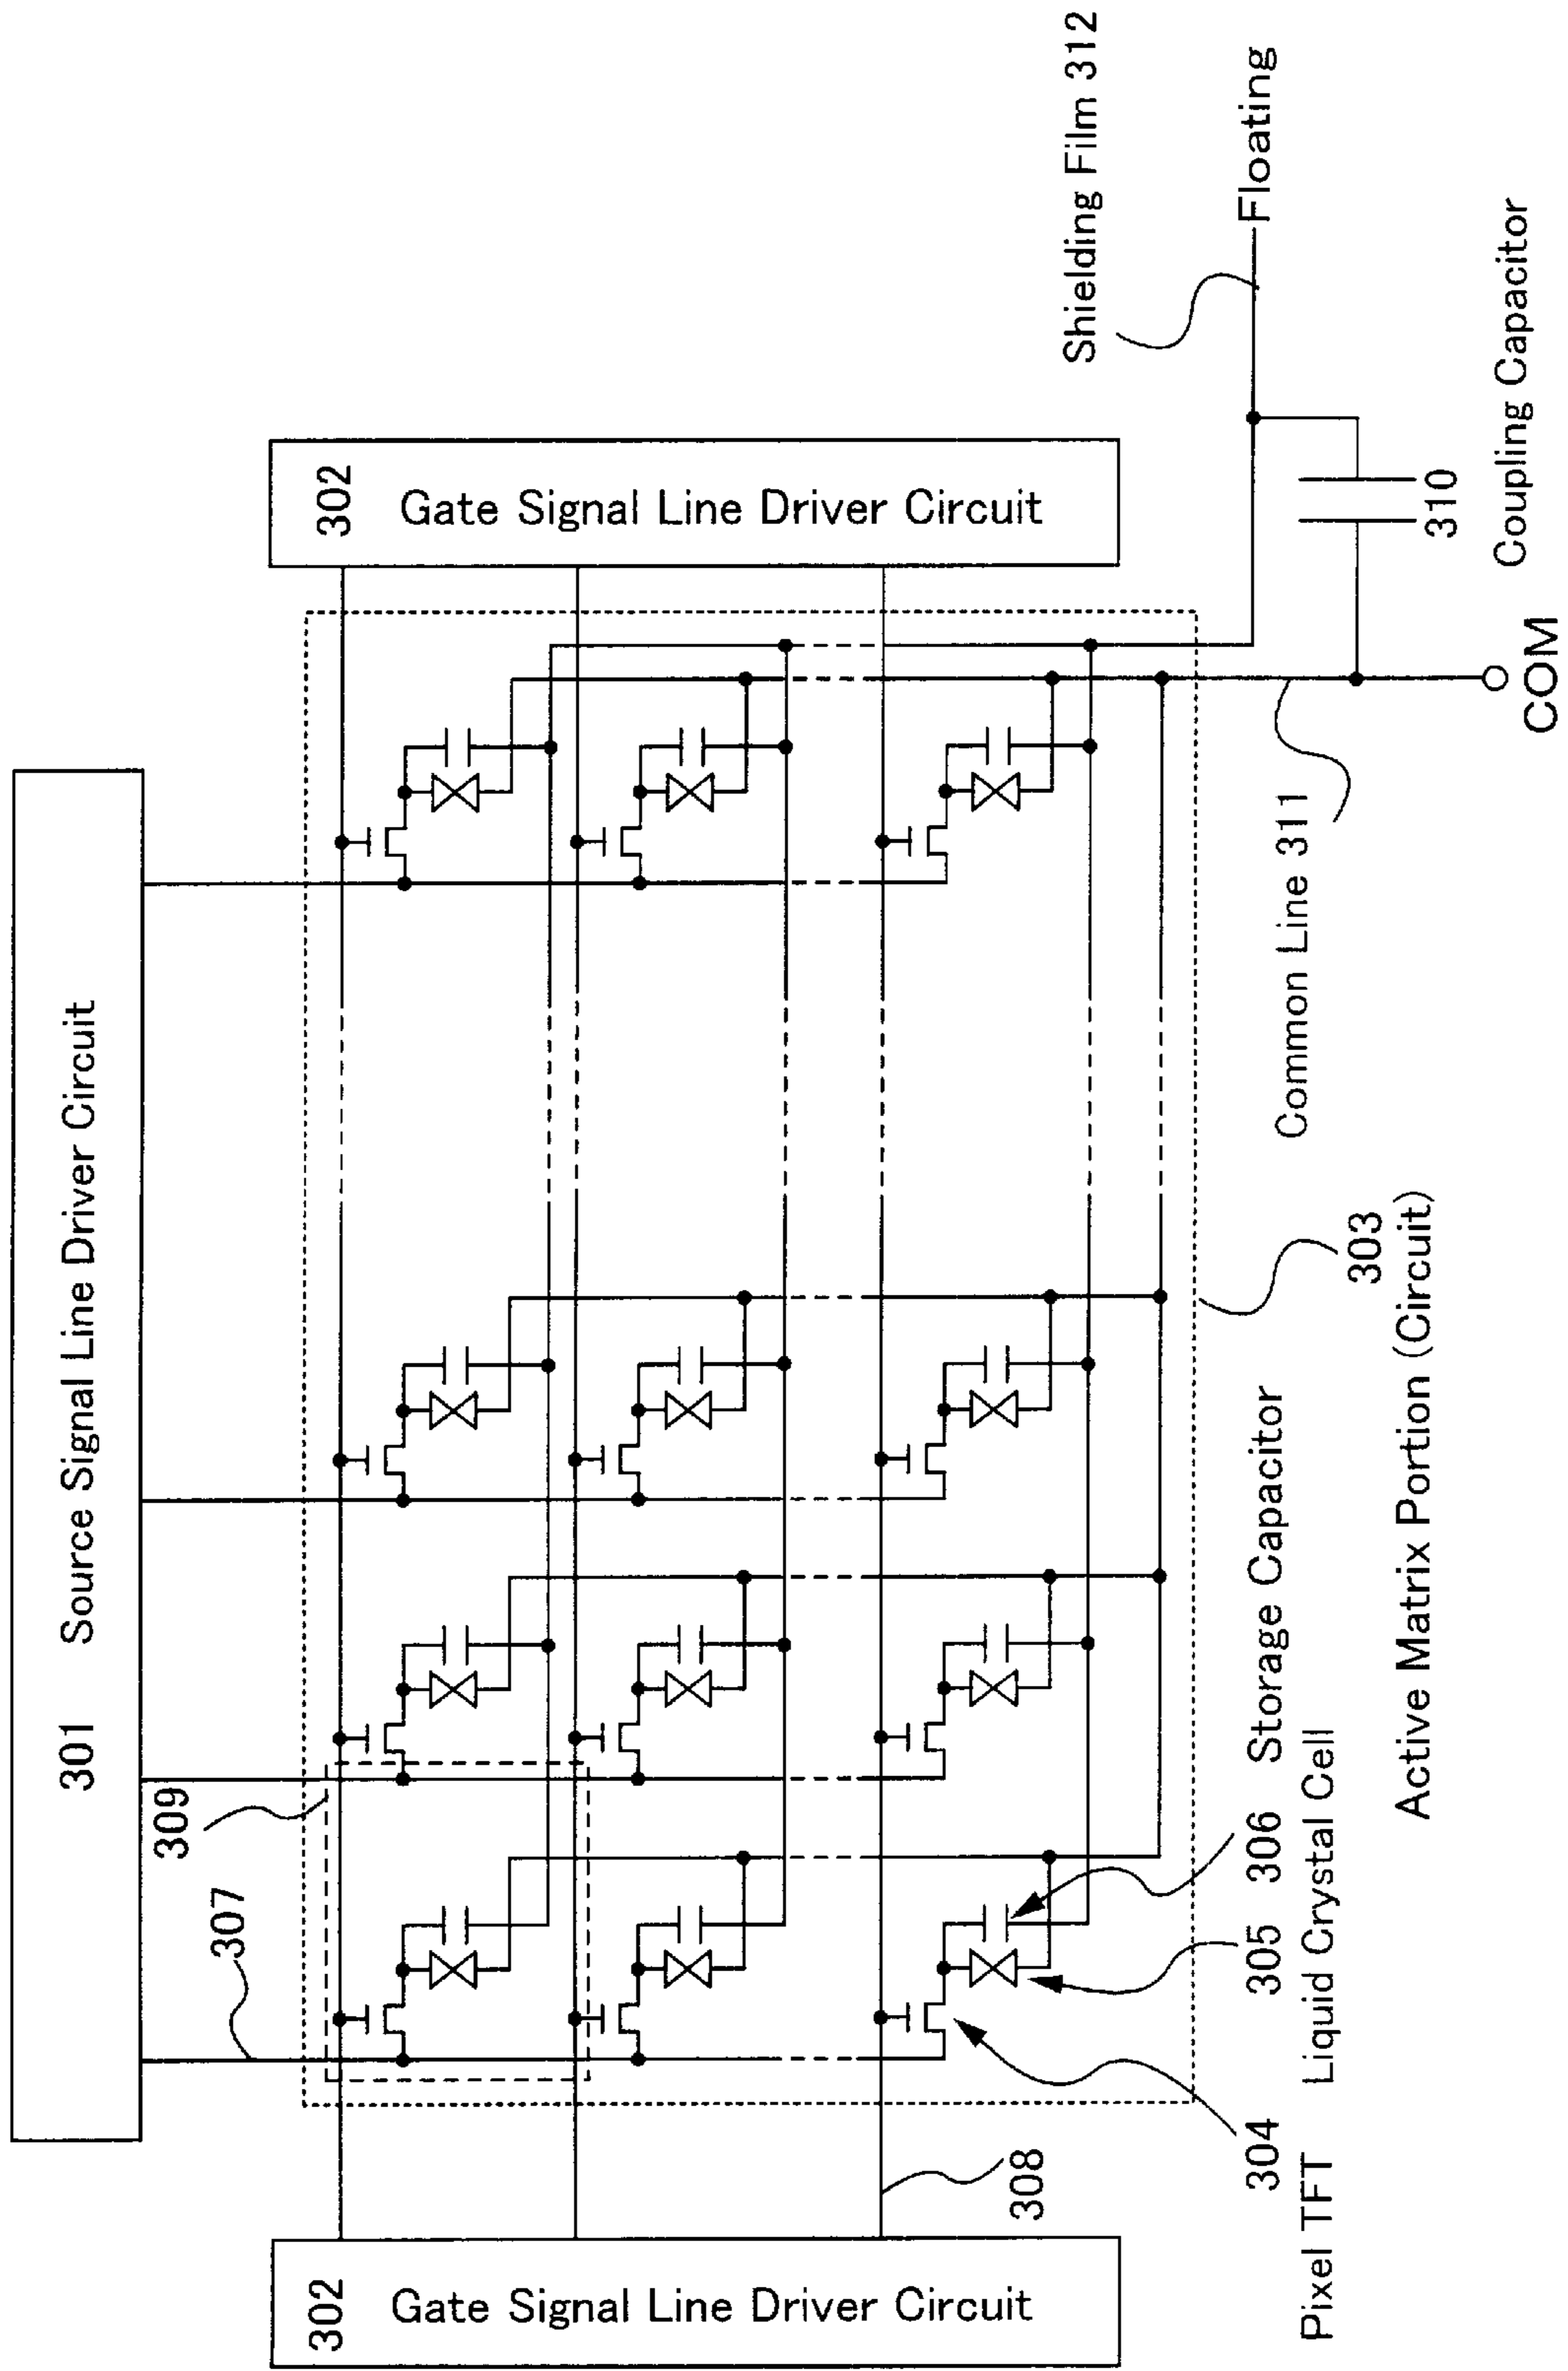 301 Source Signal Line Driver Circuit
307
309
302
Gate Signal Line Driver Circuit
302
Gate Signal Line Driver Circuit
308
304
Pixel TFT
305
Liquid Crystal Cell
306 Storage Capacitor
303
Active Matrix Portion (Circuit)
Common Line 311
COM
310
Coupling Capacitor
Shielding Film 312
Floating